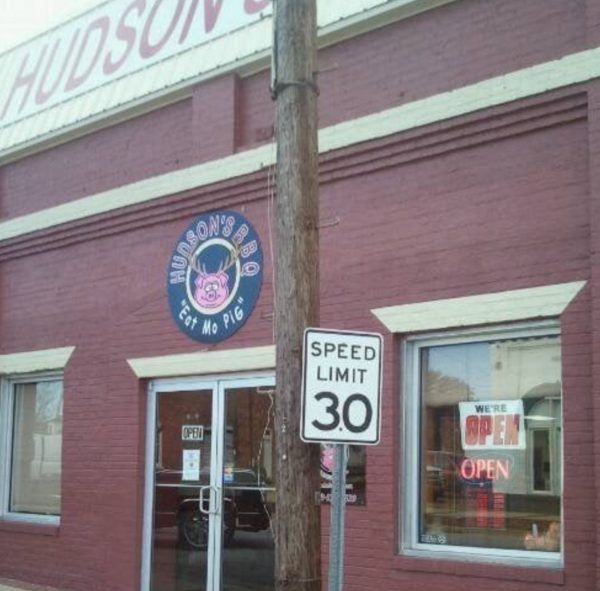 HUDSON'S
HUDSON'S BBQ
"Eat Mo PiG"
SPEED
LIMIT
30
OPEN
WE'RE
OPEN
OPEN